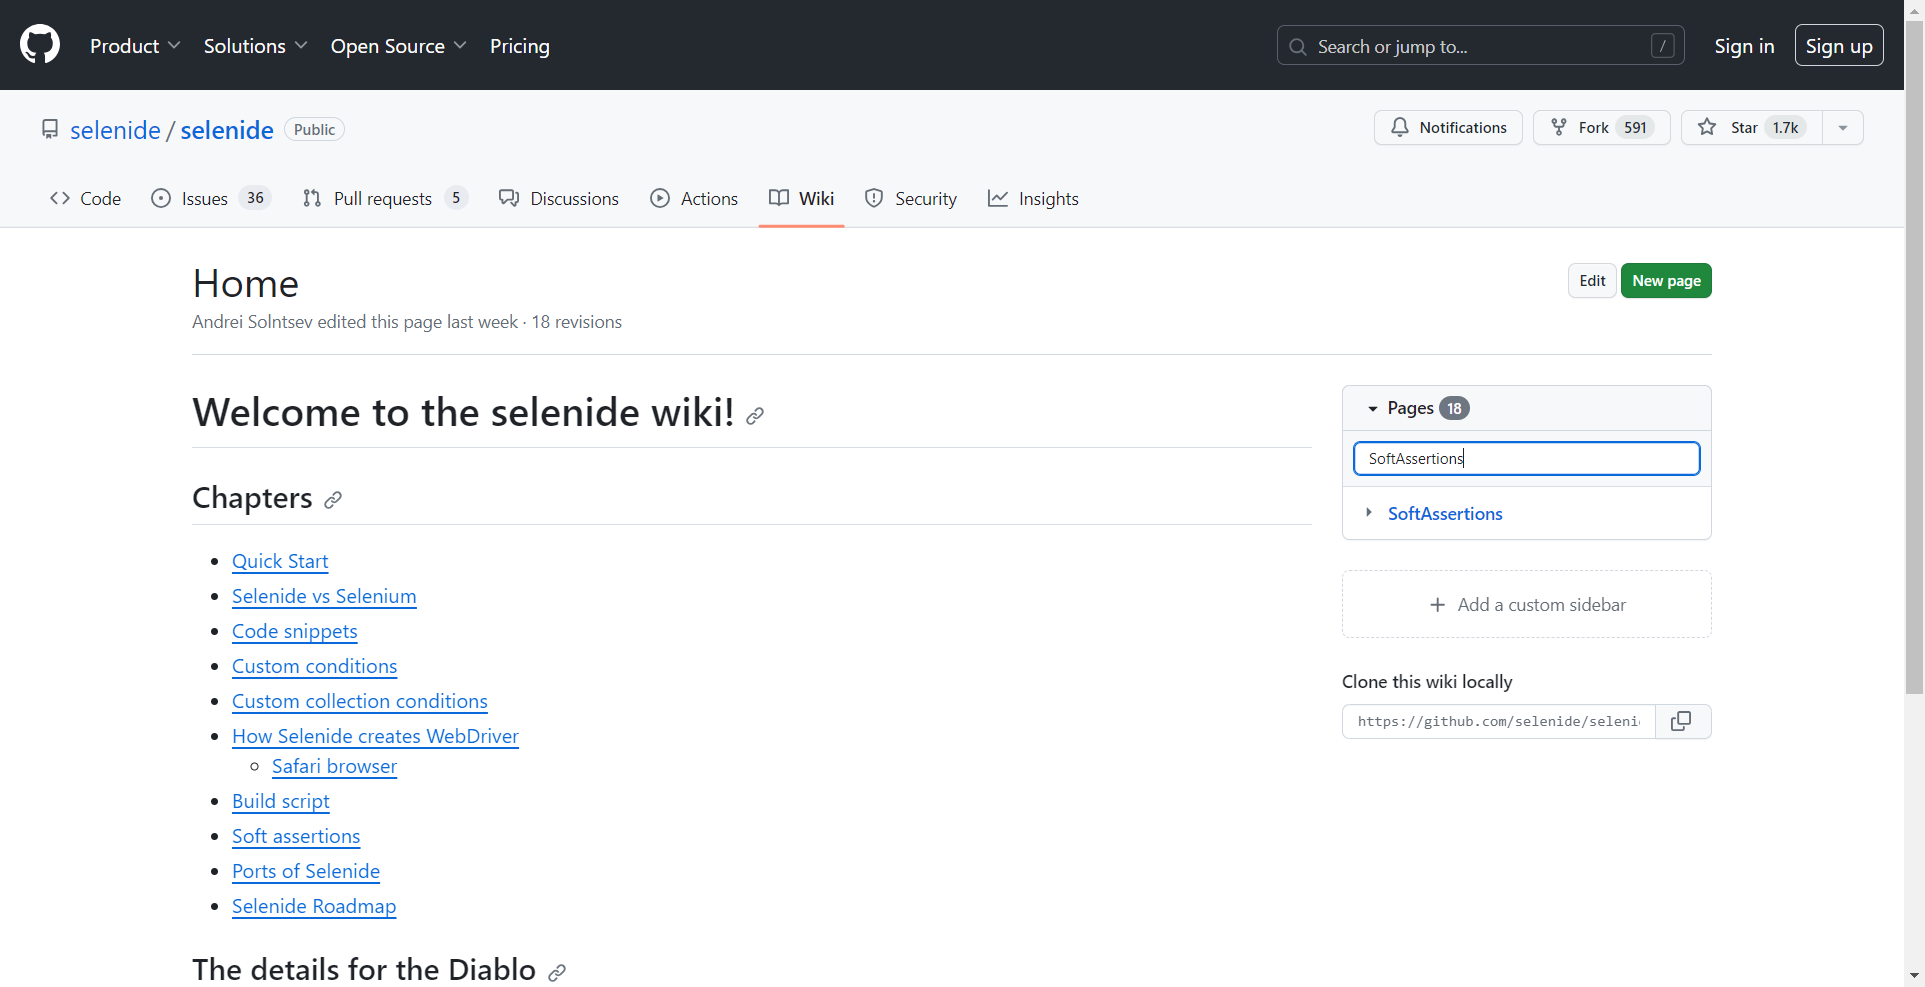 Product Solutions Open Source Pricing Search or jump to... / Sign in Sign up
selenide / selenide Public Notifications Fork 591 Star 1.7k
Code Issues 36 Pull requests 5 Discussions Actions Wiki Security Insights
Home
Edit New page
Andrei Solntsev edited this page last week · 18 revisions
Welcome to the selenide wiki!
Chapters
Quick Start
Selenide vs Selenium
Code snippets
Custom conditions
Custom collection conditions
How Selenide creates WebDriver
Safari browser
Build script
Soft assertions
Ports of Selenide
Selenide Roadmap
The details for the Diablo
Pages 18
SoftAssertions
SoftAssertions
Add a custom sidebar
Clone this wiki locally
https://github.com/selenide/seleni